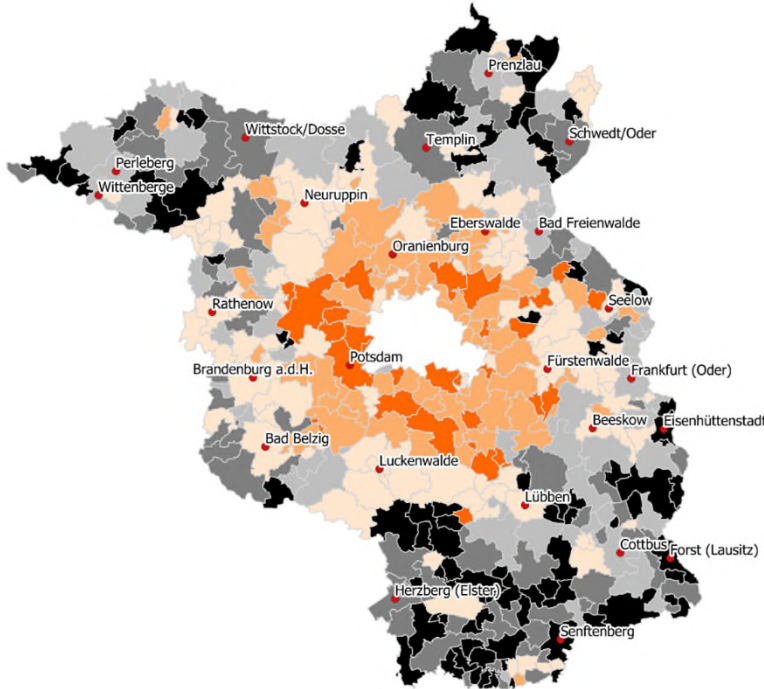 Prenzlau
Wittstock/Dosse
Templin
Schwedt/Oder
Perleberg
Wittenberge
Neuruppin
Eberswalde
Bad Freienwalde
Oranienburg
Rathenow
Seelow
Potsdam
Fürstenwalde
Brandenburg a.d.H.
Frankfurt (Oder)
Beeskow
Eisenhüttenstadt
Bad Belzig
Luckenwalde
Lübben
Cottbus
Forst (Lausitz)
Herzberg (Elster)
Senftenberg